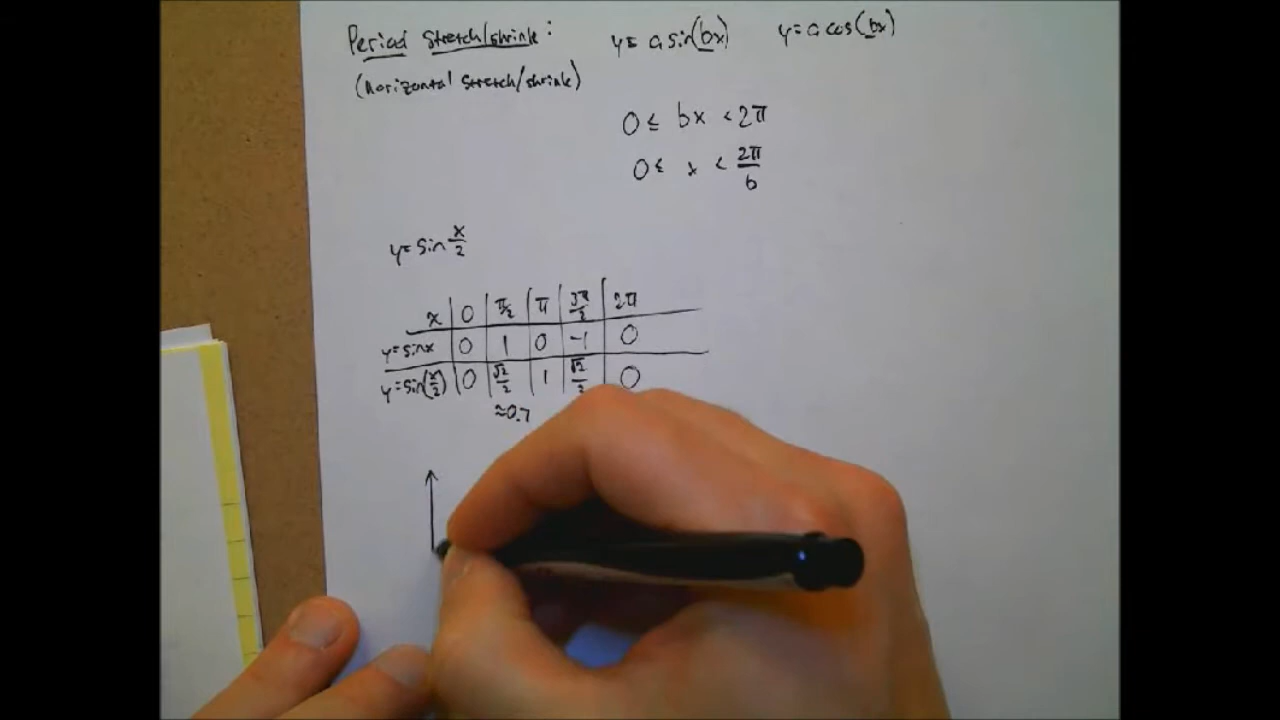 Period Stretch/shrink: y= a sin(bx) y= a cos(bx)
(horizontal stretch/shrink)
0 ≤ bx < 2π
0 ≤ x < 2π/b
y= sin x/2
x | 0 | π/2 | π | 3π/2 | 2π
y= sinx | 0 | 1 | 0 | -1 | 0
y= sin(x/2) | 0 | √2/2 | 1 | √2/2 | 0
≈0.7